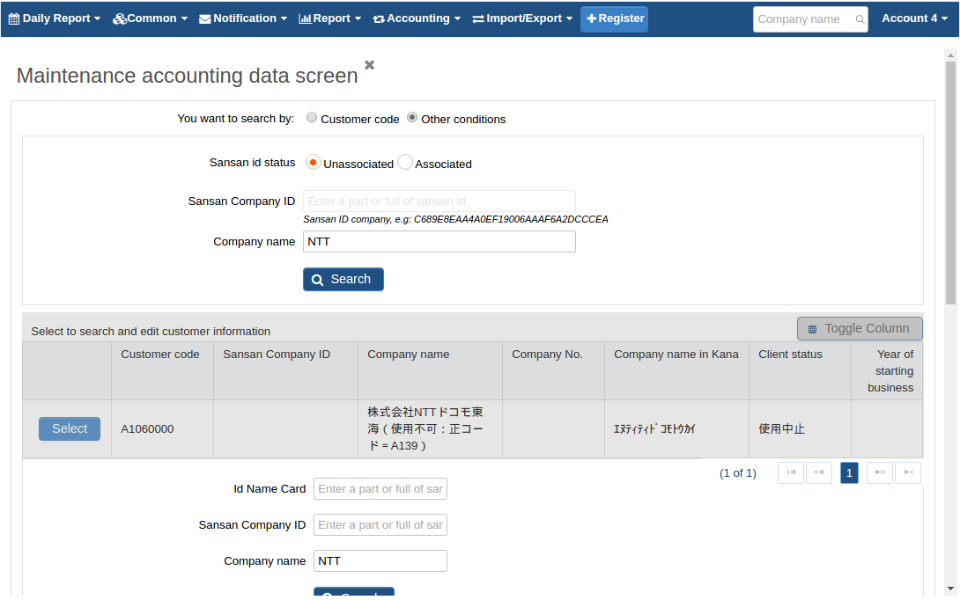 Daily Report Common Notification Report Accounting Import/Export Register Company name Account 4
Maintenance accounting data screen
You want to search by: Customer code Other conditions
Sansan id status Unassociated Associated
Sansan Company ID Enter a part or full of sansan id
Sansan ID company, e.g: C689E8EAA4A0EF19006AAAF6A2DCCCEA
Company name NTT
Search
Select to search and edit customer information Toggle Column
Customer code Sansan Company ID Company name Company No. Company name in Kana Client status Year of
starting
business
Select A1060000 株式会社NTTドコモ東
海（使用不可：正コー
ド＝A139） ｴﾇﾃｨﾃｨﾄﾞｺﾓﾄｳｶｲ 使用中止
(1 of 1) 1
Id Name Card Enter a part or full of sar
Sansan Company ID Enter a part or full of sar
Company name NTT